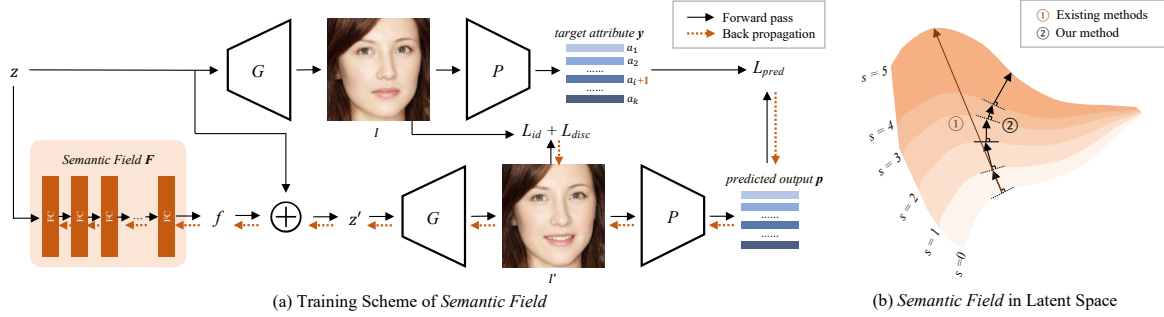 z
G
I
P
target attribute y
a1
a2
......
......
ai+1
ak
Forward pass
Back propagation
Lpred
Lid + Ldisc
Semantic Field F
FC
FC
FC
...
FC
f
z'
G
I'
P
predicted output p
......
......
(a) Training Scheme of Semantic Field
① Existing methods
② Our method
s = 5
s = 4
s = 3
s = 2
s = 1
s =0
①
②
(b) Semantic Field in Latent Space